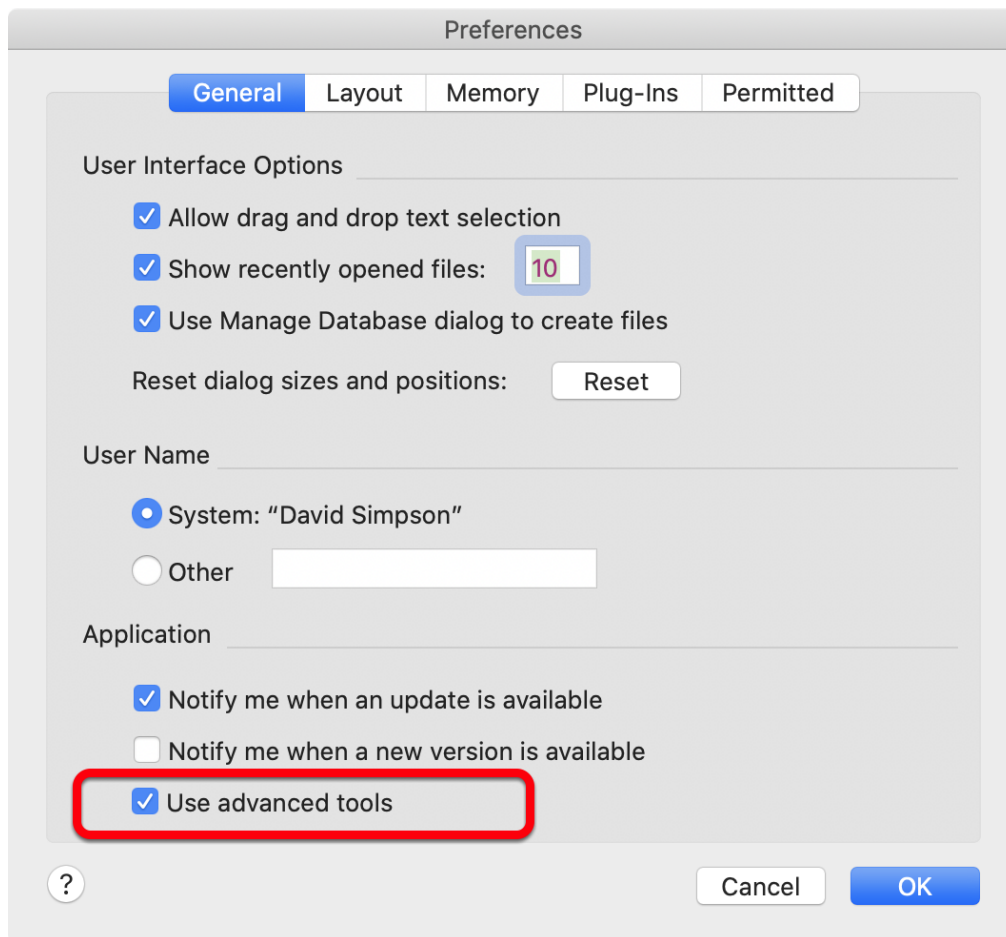 Preferences
General Layout Memory Plug-Ins Permitted
User Interface Options
Allow drag and drop text selection
Show recently opened files: 10
Use Manage Database dialog to create files
Reset dialog sizes and positions: Reset
User Name
System: “David Simpson”
Other
Application
Notify me when an update is available
Notify me when a new version is available
Use advanced tools
? Cancel OK